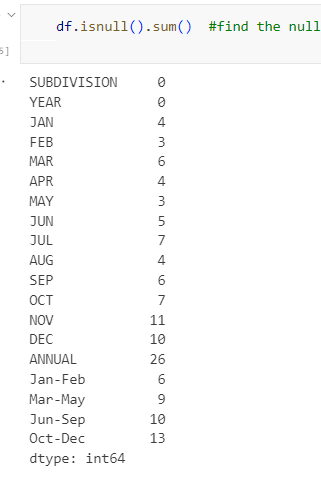 df.isnull().sum()  #find the null
5]
SUBDIVISION 0
YEAR 0
JAN 4
FEB 3
MAR 6
APR 4
MAY 3
JUN 5
JUL 7
AUG 4
SEP 6
OCT 7
NOV 11
DEC 10
ANNUAL 26
Jan-Feb 6
Mar-May 9
Jun-Sep 10
Oct-Dec 13
dtype: int64